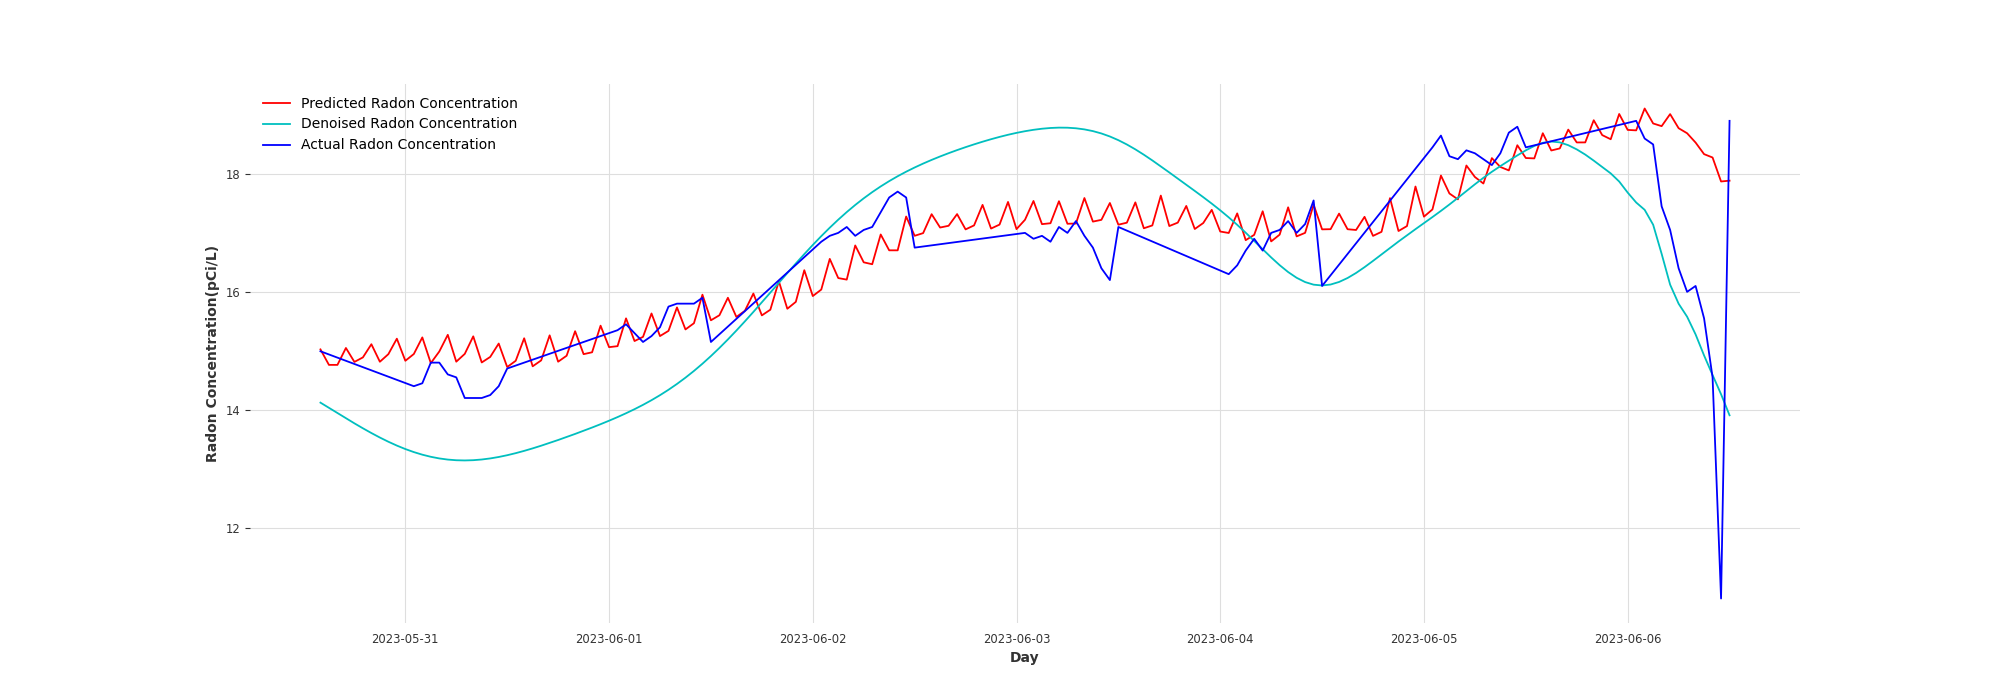 Predicted Radon Concentration
Denoised Radon Concentration
Actual Radon Concentration
Radon Concentration(pCi/L)
18
16
14
12
2023-05-31 2023-06-01 2023-06-02 2023-06-03 2023-06-04 2023-06-05 2023-06-06
Day